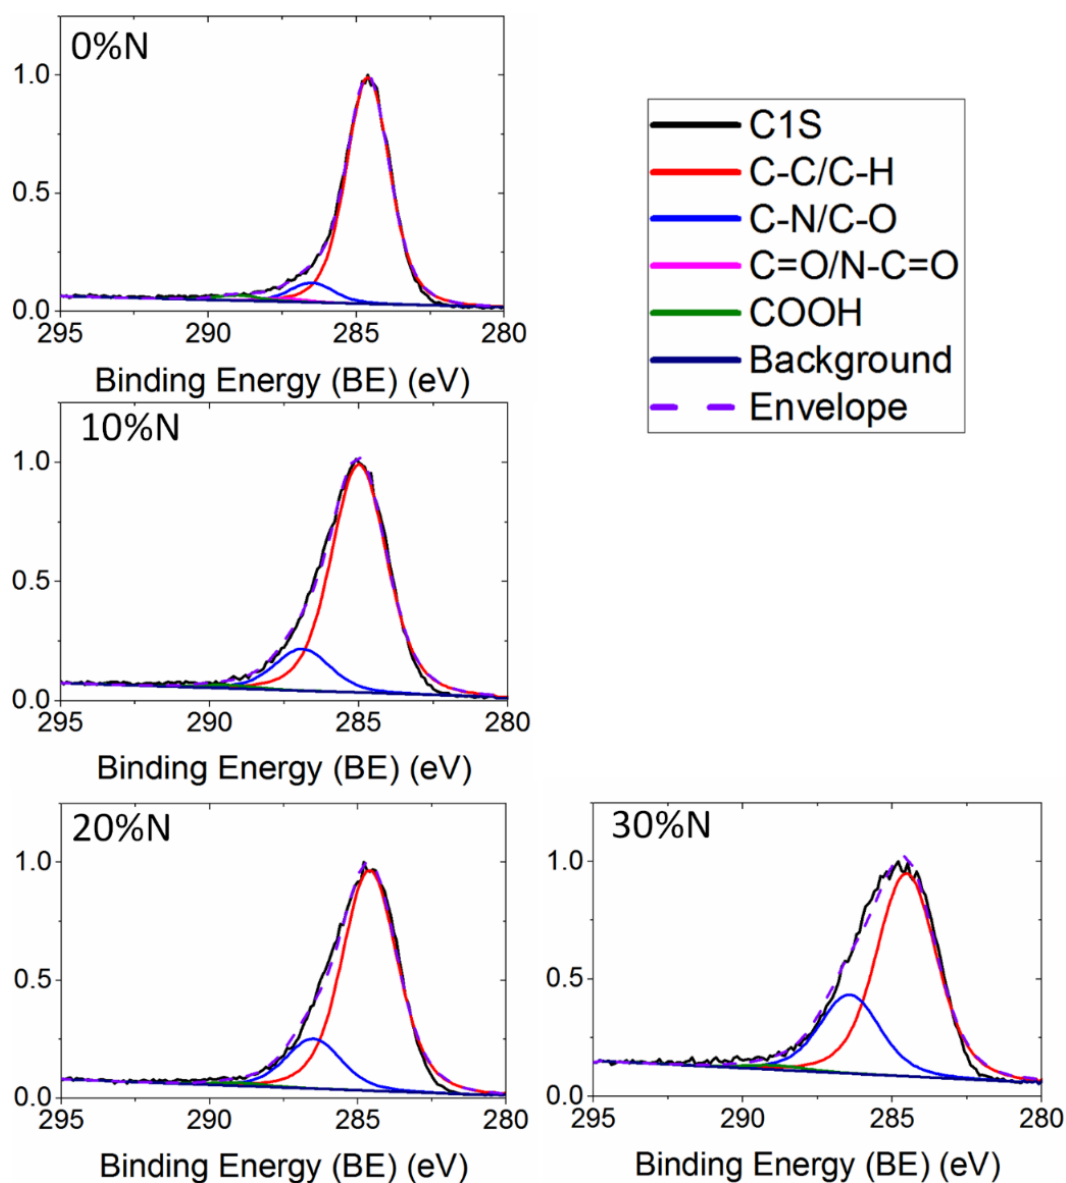 0%N
1.0
0.5
0.0
295 290 285 280
Binding Energy (BE) (eV)
C1S
C-C/C-H
C-N/C-O
C=O/N-C=O
COOH
Background
Envelope
10%N
1.0
0.5
0.0
295 290 285 280
Binding Energy (BE) (eV)
20%N
1.0
0.5
0.0
295 290 285 280
Binding Energy (BE) (eV)
30%N
1.0
0.5
0.0
295 290 285 280
Binding Energy (BE) (eV)